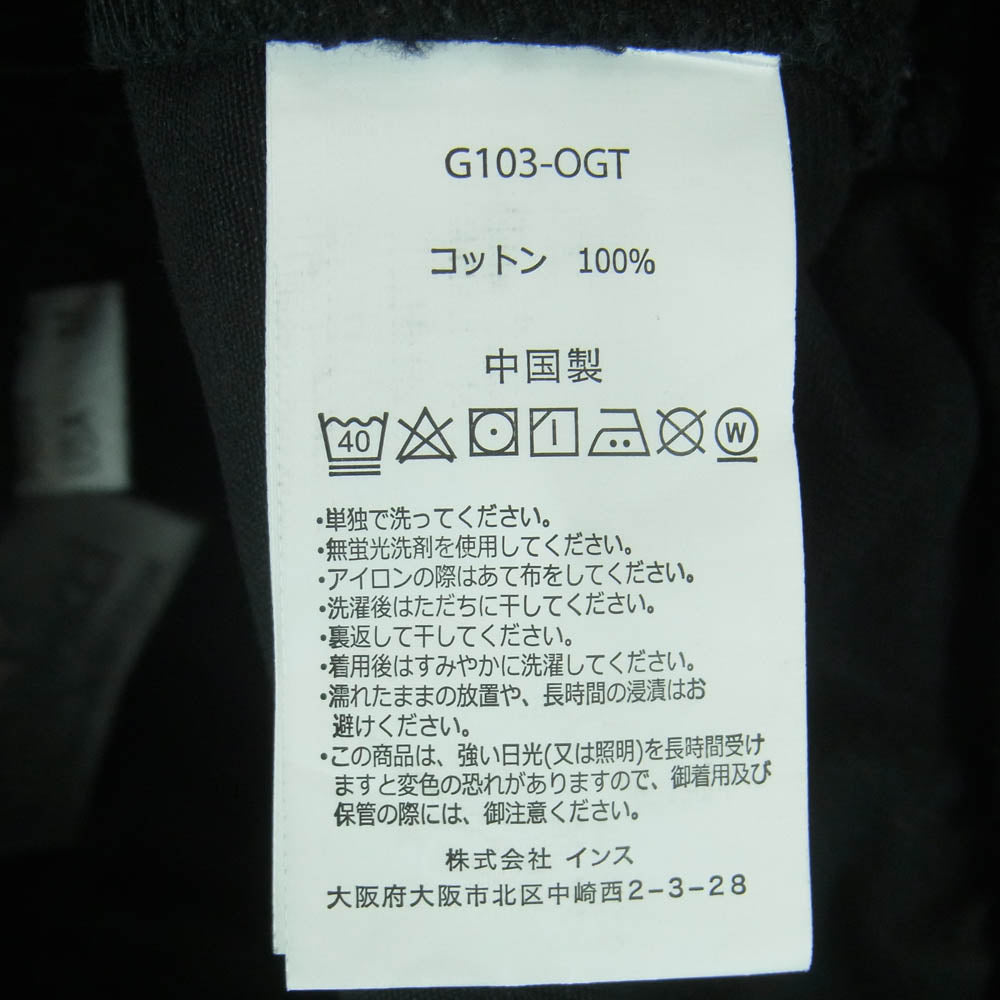 G103-OGT
コットン 100%
中国製
40 W
・単独で洗ってください。
・無蛍光洗剤を使用してください。
・アイロンの際はあて布をしてください。
・洗濯後はただちに干してください。
・裏返して干してください。
・着用後はすみやかに洗濯してください。
・濡れたままの放置や、長時間の浸漬はお
避けください。
・この商品は、強い日光(又は照明)を長時間受け
ますと変色の恐れがありますので、御着用及び
保管の際には、御注意ください。
株式会社 インス
大阪府大阪市北区中崎西2-3-28